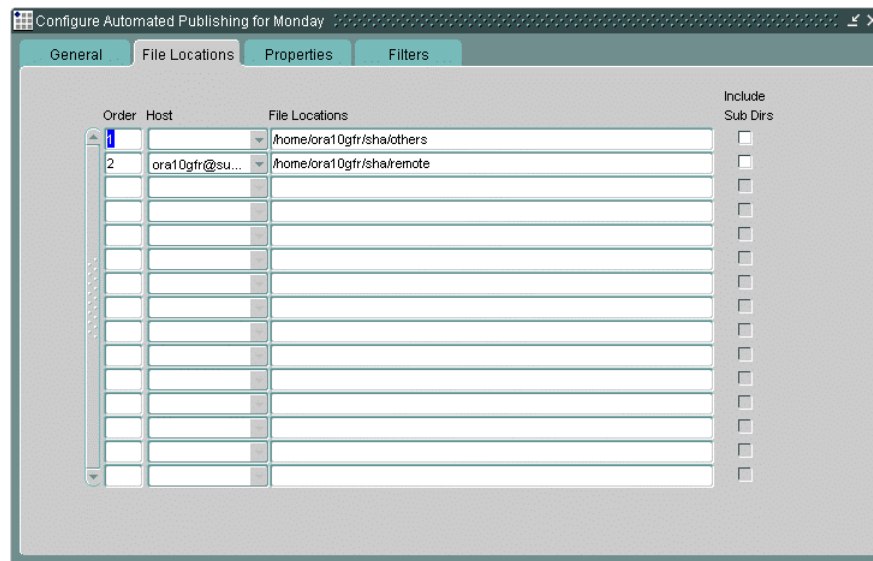 Configure Automated Publishing for Monday
General File Locations Properties Filters
Include
Order Host File Locations Sub Dirs
1 /home/ora10gfr/sha/others
2 ora10gfr@su... /home/ora10gfr/sha/remote